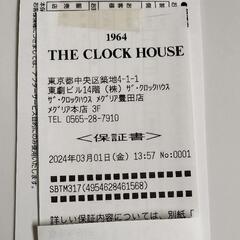 1964
THE CLOCK HOUSE
東京都中央区築地4-1-1
東劇ビル14階 (株) ザ・クロックハウス
ザ・クロックハウス メグリア豊田店
メグリア本店 3F
TEL 0565-28-7910
<保証書>
2024年03月01日(金) 13:57 No:0001
SBTM317(4954628461568)
詳しい保証内容については、別紙「